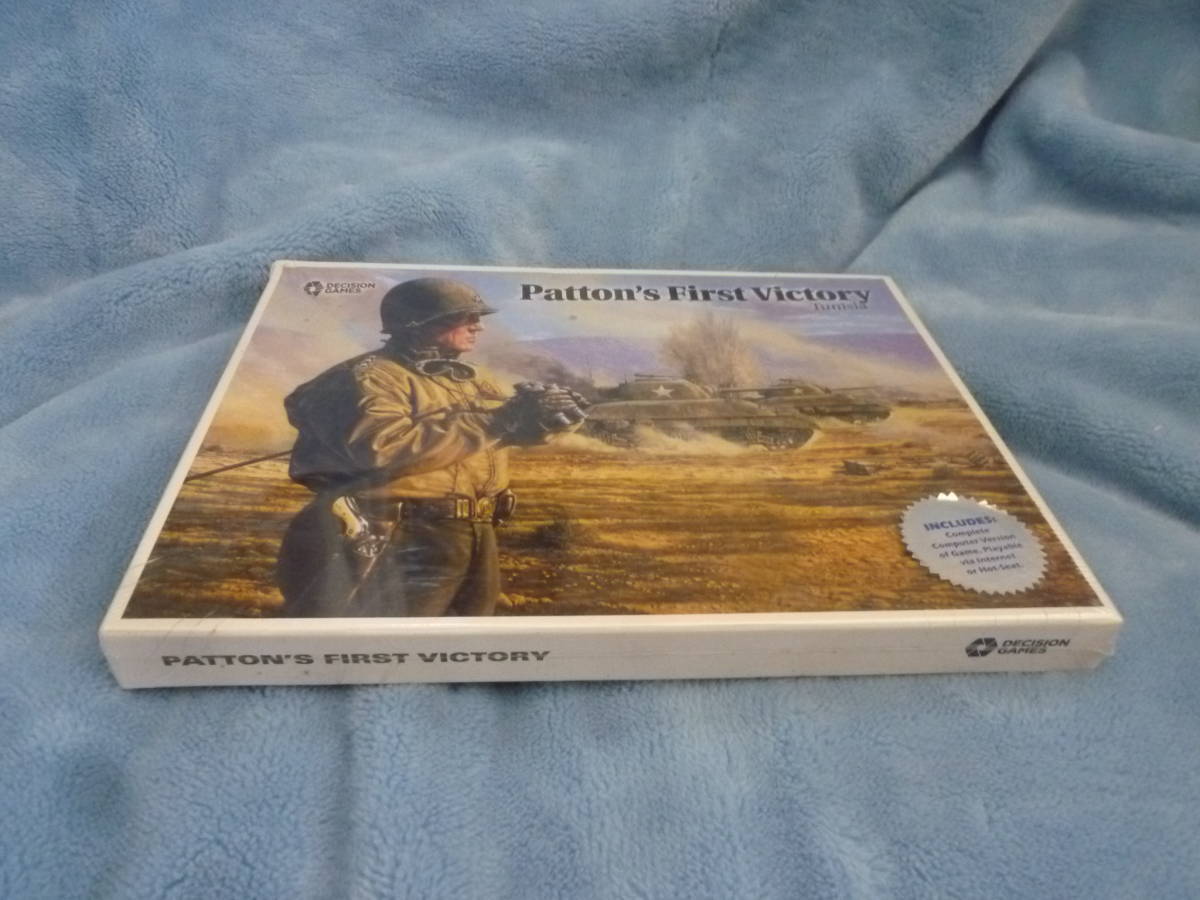 DECISION
GAMES
Patton's First Victory
Tunisia
INCLUDES:
Complete
Computer Version
of Game. Playable
via Internet
or Hot-Seat.
PATTON'S FIRST VICTORY
DECISION
GAMES